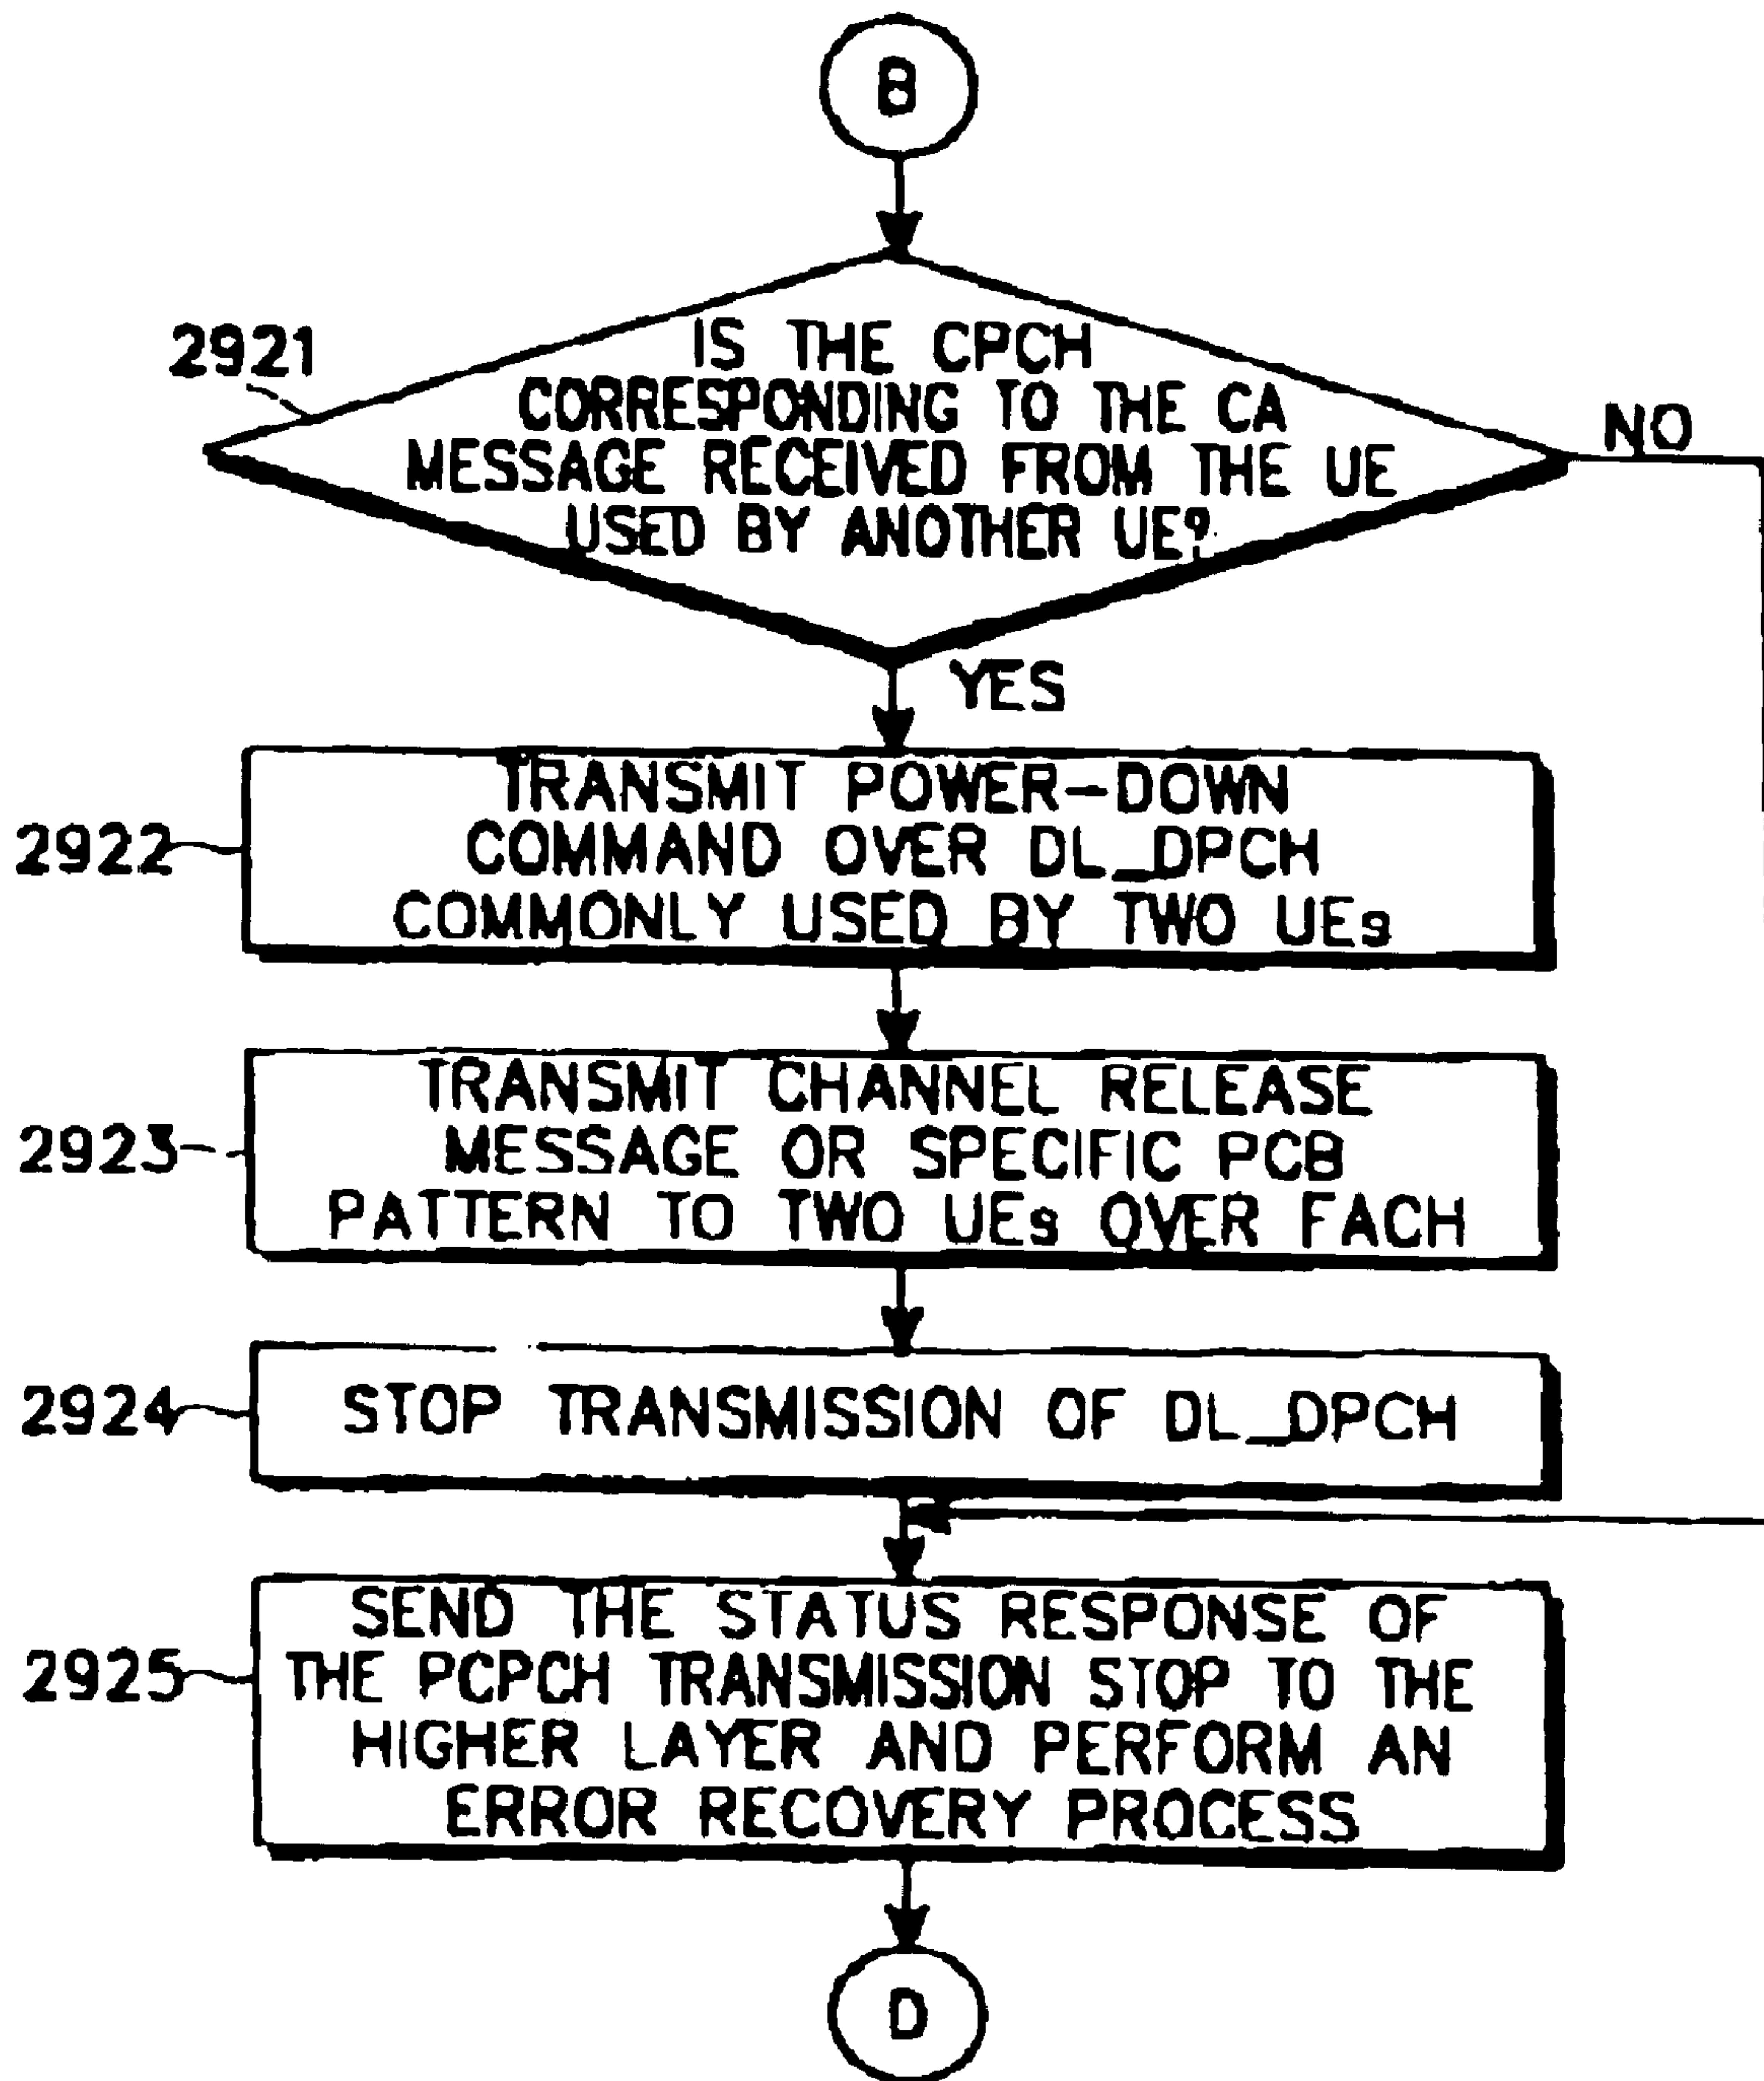 B
2921
IS THE CPCH
CORRESPONDING TO THE CA
MESSAGE RECEIVED FROM THE UE
USED BY ANOTHER UE?
NO
YES
2922
TRANSMIT POWER-DOWN
COMMAND OVER DL_DPCH
COMMONLY USED BY TWO UEs
2923
TRANSMIT CHANNEL RELEASE
MESSAGE OR SPECIFIC PCB
PATTERN TO TWO UEs OVER FACH
2924
STOP TRANSMISSION OF DL_DPCH
2925
SEND THE STATUS RESPONSE OF
THE PCPCH TRANSMISSION STOP TO THE
HIGHER LAYER AND PERFORM AN
ERROR RECOVERY PROCESS
D